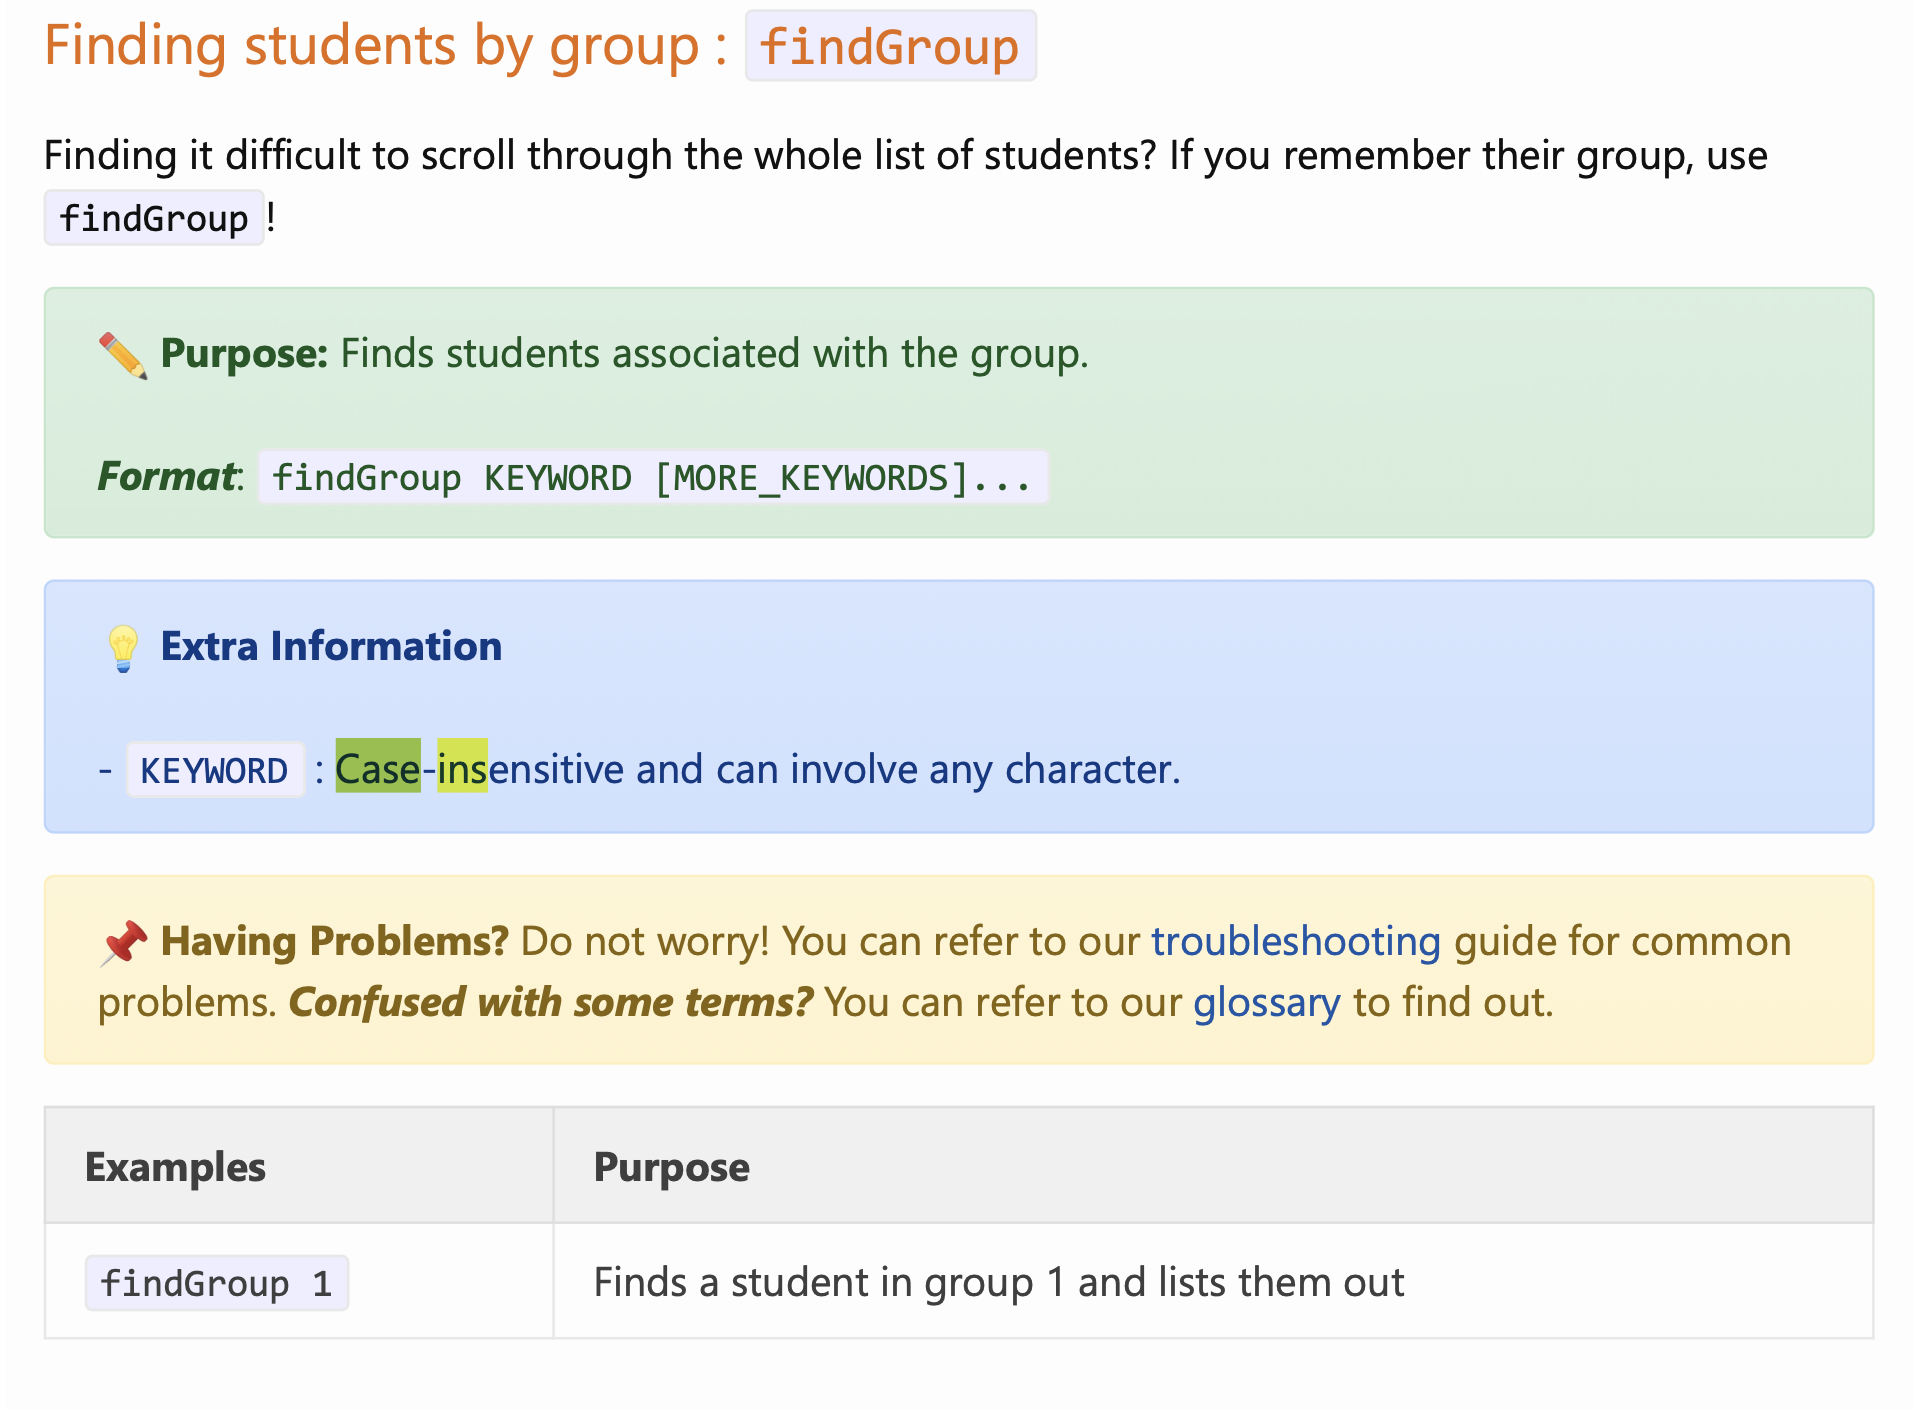 Finding students by group : findGroup
Finding it difficult to scroll through the whole list of students? If you remember their group, use
findGroup !
Purpose: Finds students associated with the group.
Format: findGroup KEYWORD [MORE_KEYWORDS]...
Extra Information
- KEYWORD : Case-insensitive and can involve any character.
Having Problems? Do not worry! You can refer to our troubleshooting guide for common
problems. Confused with some terms? You can refer to our glossary to find out.
Examples Purpose
findGroup 1 Finds a student in group 1 and lists them out